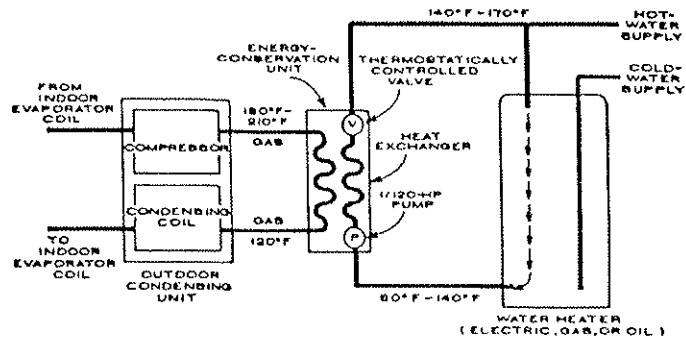 140°F-170°F
HOT-
WATER
SUPPLY
ENERGY-
CONSERVATION
UNIT
THERMOSTATICALLY
CONTROLLED
VALVE
COLD-
WATER
SUPPLY
FROM
INDOOR
EVAPORATOR
COIL
180°F-
210°F
GAS
V
COMPRESSOR
HEAT
EXCHANGER
CONDENSING
COIL
GAS
120°F
1/120-HP
PUMP
P
TO
INDOOR
EVAPORATOR
COIL
OUTDOOR
CONDENSING
UNIT
60°F-140°F
WATER HEATER
(ELECTRIC, GAS, OR OIL)